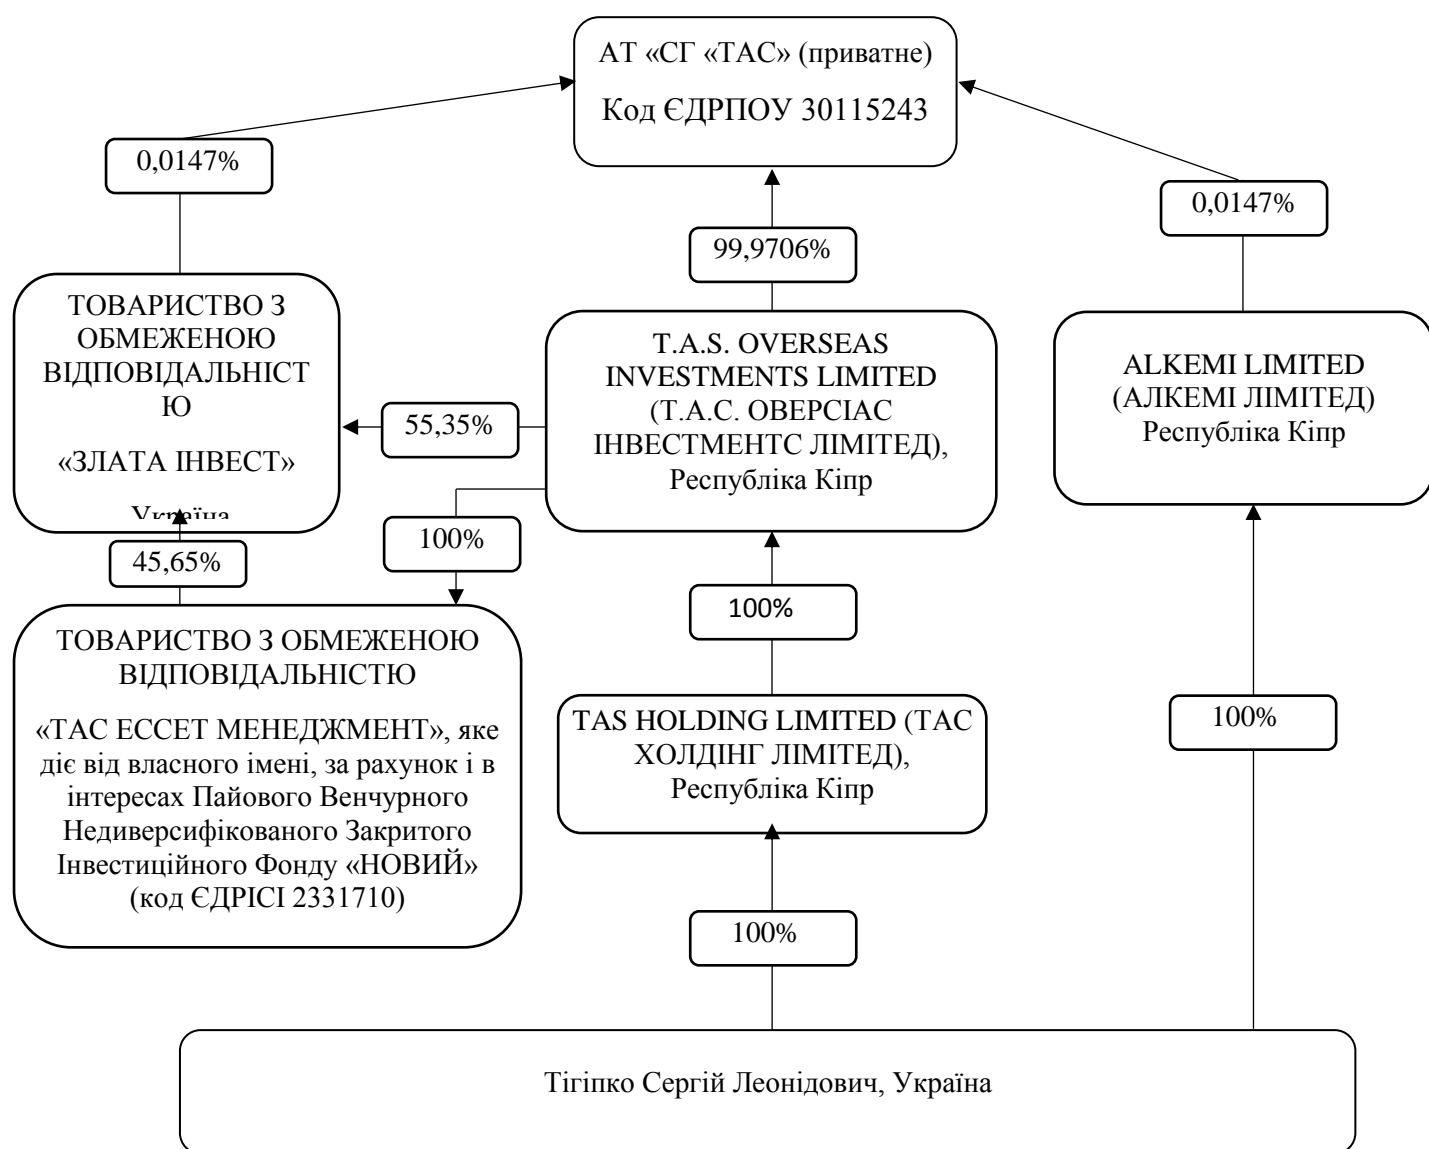 АТ «СГ «ТАС» (приватне)
Код ЄДРПОУ 30115243
0,0147%
0,0147%
99,9706%
ТОВАРИСТВО З
ОБМЕЖЕНОЮ
ВІДПОВІДАЛЬНІСТ
Ю
«ЗЛАТА ІНВЕСТ»
Україна
T.A.S. OVERSEAS
INVESTMENTS LIMITED
(Т.А.С. ОВЕРСІАС
ІНВЕСТМЕНТС ЛІМІТЕД),
Республіка Кіпр
ALKEMI LIMITED
(АЛКЕМІ ЛІМІТЕД)
Республіка Кіпр
55,35%
100%
45,65%
100%
ТОВАРИСТВО З ОБМЕЖЕНОЮ
ВІДПОВІДАЛЬНІСТЮ
«ТАС ЕССЕТ МЕНЕДЖМЕНТ», яке
діє від власного імені, за рахунок і в
інтересах Пайового Венчурного
Недиверсифікованого Закритого
Інвестиційного Фонду «НОВИЙ»
(код ЄДРІСІ 2331710)
TAS HOLDING LIMITED (ТАС
ХОЛДІНГ ЛІМІТЕД),
Республіка Кіпр
100%
100%
Тігіпко Сергій Леонідович, Україна